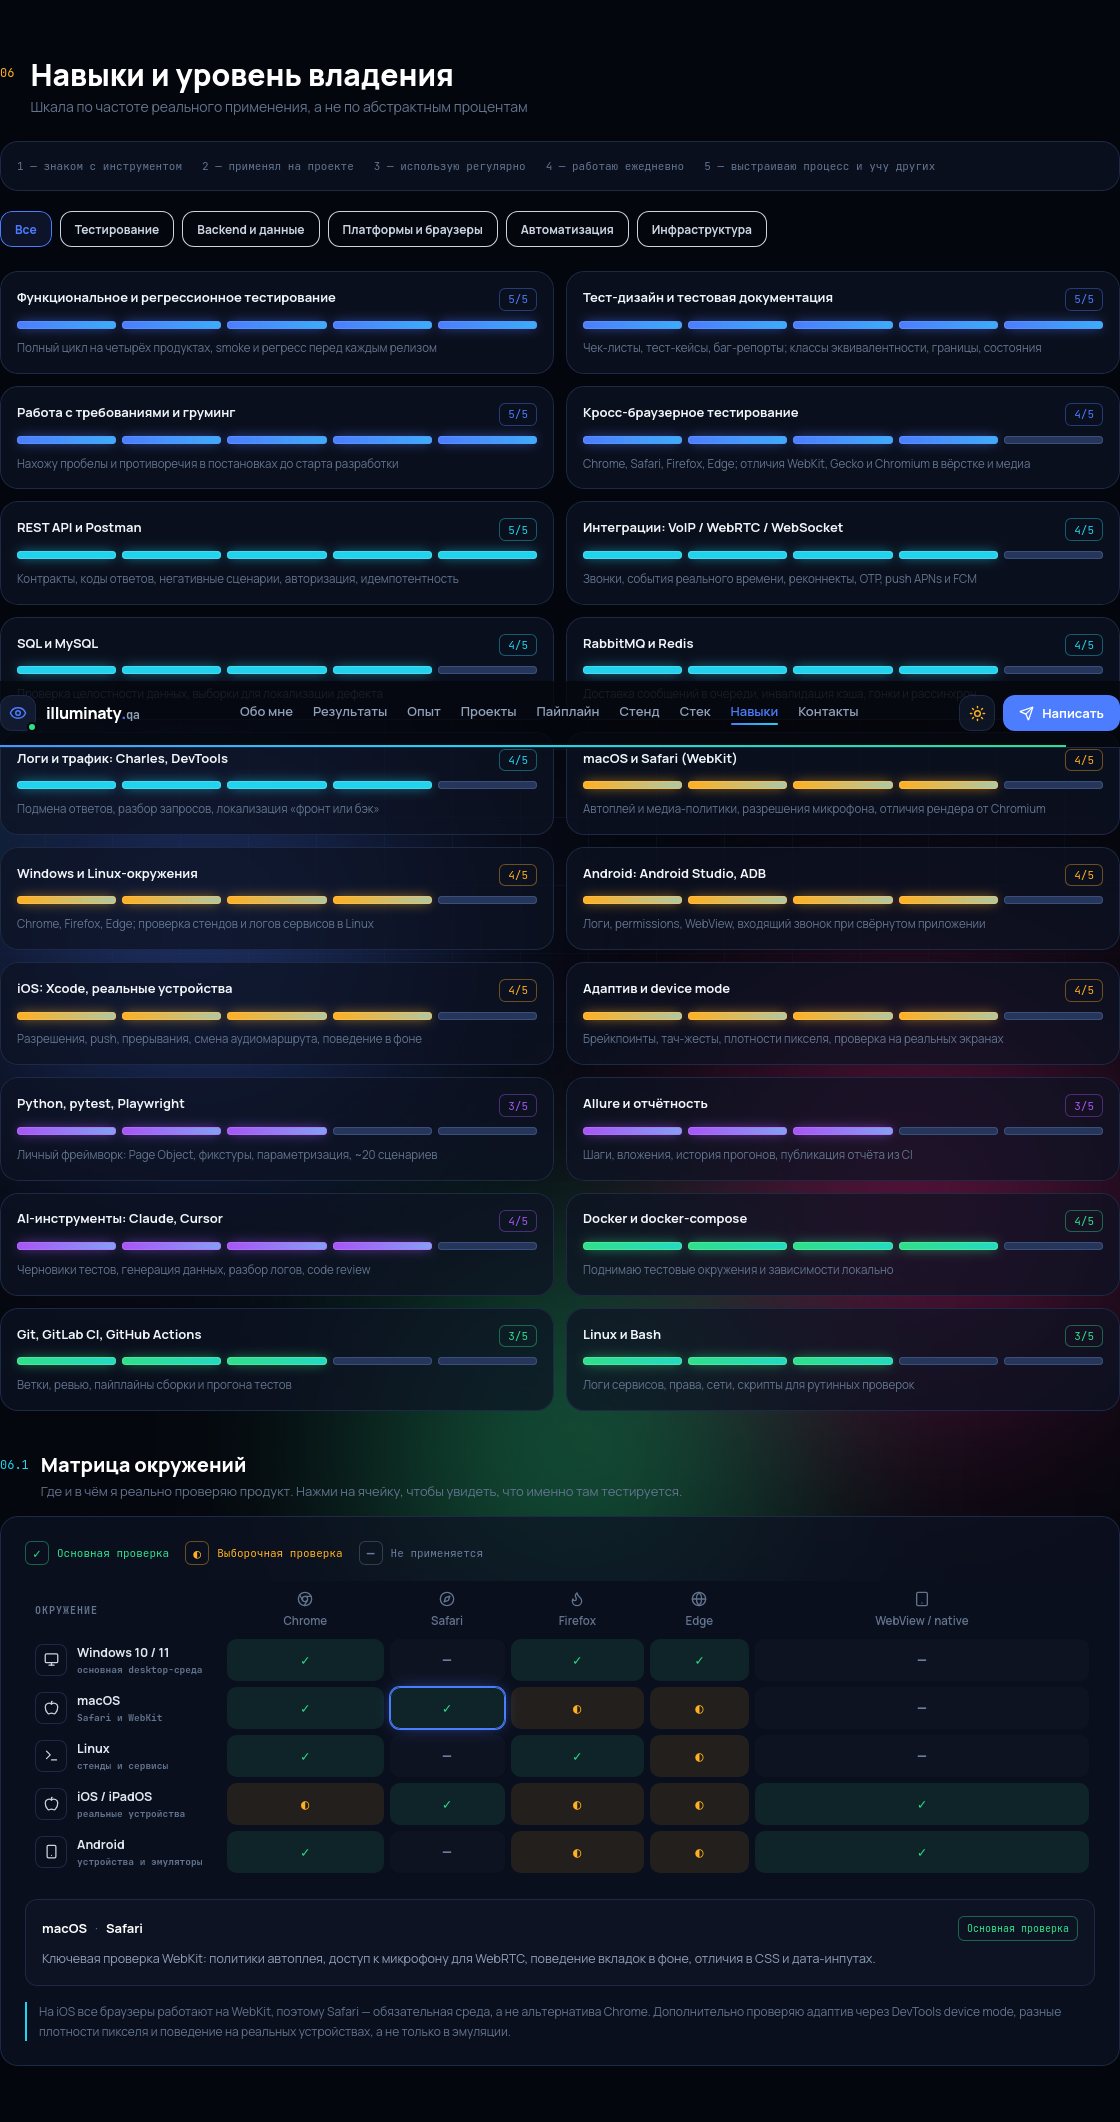 06
Навыки и уровень владения
Шкала по частоте реального применения, а не по абстрактным процентам
1 — знаком с инструментом 2 — применял на проекте 3 — использую регулярно 4 — работаю ежедневно 5 — выстраиваю процесс и учу других
Все Тестирование Backend и данные Платформы и браузеры Автоматизация Инфраструктура
Функциональное и регрессионное тестирование 5/5
Полный цикл на четырёх продуктах, smoke и регресс перед каждым релизом
Тест-дизайн и тестовая документация 5/5
Чек-листы, тест-кейсы, баг-репорты; классы эквивалентности, границы, состояния
Работа с требованиями и груминг 5/5
Нахожу пробелы и противоречия в постановках до старта разработки
Кросс-браузерное тестирование 4/5
Chrome, Safari, Firefox, Edge; отличия WebKit, Gecko и Chromium в вёрстке и медиа
REST API и Postman 5/5
Контракты, коды ответов, негативные сценарии, авторизация, идемпотентность
Интеграции: VoIP / WebRTC / WebSocket 4/5
Звонки, события реального времени, реконнекты, OTP, push APNs и FCM
SQL и MySQL 4/5
Проверка целостности данных, выборки для локализации дефекта
RabbitMQ и Redis 4/5
Доставка сообщений в очереди, инвалидация кэша, гонки и рассинхрон
illuminaty.qa Обо мне Результаты Опыт Проекты Пайплайн Стенд Стек Навыки Контакты Написать
Логи и трафик: Charles, DevTools 4/5
Подмена ответов, разбор запросов, локализация «фронт или бэк»
macOS и Safari (WebKit) 4/5
Автоплей и медиа-политики, разрешения микрофона, отличия рендера от Chromium
Windows и Linux-окружения 4/5
Chrome, Firefox, Edge; проверка стендов и логов сервисов в Linux
Android: Android Studio, ADB 4/5
Логи, permissions, WebView, входящий звонок при свёрнутом приложении
iOS: Xcode, реальные устройства 4/5
Разрешения, push, прерывания, смена аудиомаршрута, поведение в фоне
Адаптив и device mode 4/5
Брейкпоинты, тач-жесты, плотности пикселя, проверка на реальных экранах
Python, pytest, Playwright 3/5
Личный фреймворк: Page Object, фикстуры, параметризация, ~20 сценариев
Allure и отчётность 3/5
Шаги, вложения, история прогонов, публикация отчёта из CI
AI-инструменты: Claude, Cursor 4/5
Черновики тестов, генерация данных, разбор логов, code review
Docker и docker-compose 4/5
Поднимаю тестовые окружения и зависимости локально
Git, GitLab CI, GitHub Actions 3/5
Ветки, ревью, пайплайны сборки и прогона тестов
Linux и Bash 3/5
Логи сервисов, права, сети, скрипты для рутинных проверок
06.1
Матрица окружений
Где и в чём я реально проверяю продукт. Нажми на ячейку, чтобы увидеть, что именно там тестируется.
✓ Основная проверка ◐ Выборочная проверка — Не применяется
ОКРУЖЕНИЕ Chrome Safari Firefox Edge WebView / native
Windows 10 / 11 ✓ — ✓ ✓ —
основная desktop-среда
macOS ✓ ✓ ◐ ◐ —
Safari и WebKit
Linux ✓ — ✓ ◐ —
стенды и сервисы
iOS / iPadOS ◐ ✓ ◐ ◐ ✓
реальные устройства
Android ✓ — ◐ ◐ ✓
устройства и эмуляторы
macOS · Safari Основная проверка
Ключевая проверка WebKit: политики автоплея, доступ к микрофону для WebRTC, поведение вкладок в фоне, отличия в CSS и дата-инпутах.
На iOS все браузеры работают на WebKit, поэтому Safari — обязательная среда, а не альтернатива Chrome. Дополнительно проверяю адаптив через DevTools device mode, разные
плотности пикселя и поведение на реальных устройствах, а не только в эмуляции.